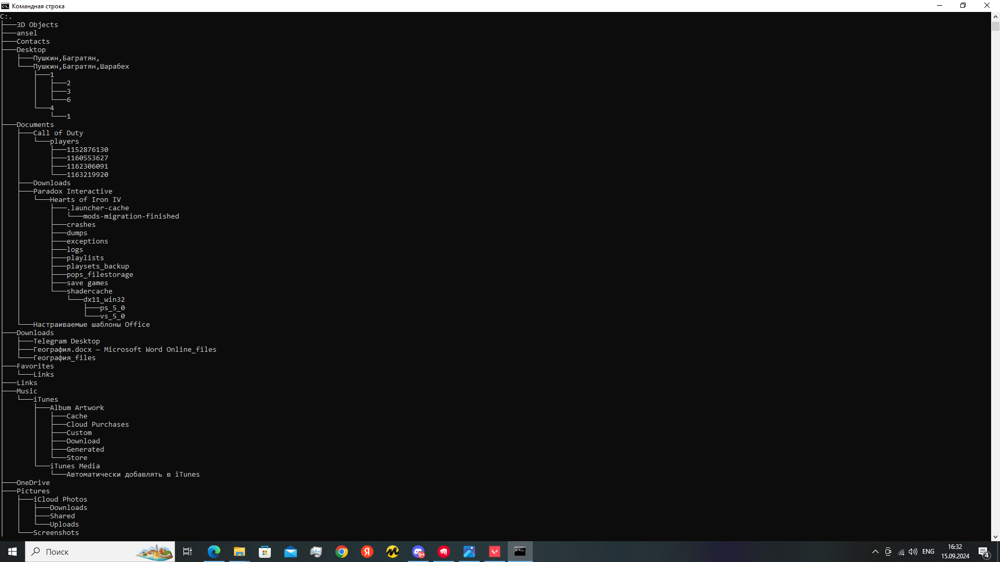 Командная строка
C:.
├───3D Objects
├───ansel
├───Contacts
├───Desktop
│   ├───Пушкин,Багратян,
│   └───Пушкин,Багратян,Шарабех
│       ├───1
│       │   ├───2
│       │   ├───3
│       │   └───6
│       └───4
│           └───1
├───Documents
│   ├───Call of Duty
│   │   └───players
│   │       ├───1152876130
│   │       ├───1160553627
│   │       ├───1162306091
│   │       └───1163219920
│   ├───Downloads
│   ├───Paradox Interactive
│   │   └───Hearts of Iron IV
│   │       ├───.launcher-cache
│   │       │   └───mods-migration-finished
│   │       ├───crashes
│   │       ├───dumps
│   │       ├───exceptions
│   │       ├───logs
│   │       ├───playlists
│   │       ├───playsets_backup
│   │       ├───pops_filestorage
│   │       ├───save games
│   │       └───shadercache
│   │           └───dx11_win32
│   │               ├───ps_5_0
│   │               └───vs_5_0
│   └───Настраиваемые шаблоны Office
├───Downloads
│   ├───Telegram Desktop
│   ├───География.docx — Microsoft Word Online_files
│   └───География_files
├───Favorites
│   └───Links
├───Links
├───Music
│   └───iTunes
│       ├───Album Artwork
│       │   ├───Cache
│       │   ├───Cloud Purchases
│       │   ├───Custom
│       │   ├───Download
│       │   ├───Generated
│       │   └───Store
│       └───iTunes Media
│           └───Автоматически добавлять в iTunes
├───OneDrive
├───Pictures
│   ├───iCloud Photos
│   │   ├───Downloads
│   │   ├───Shared
│   │   └───Uploads
│   └───Screenshots
Поиск
Я
9+
ENG
16:32
15.09.2024
4